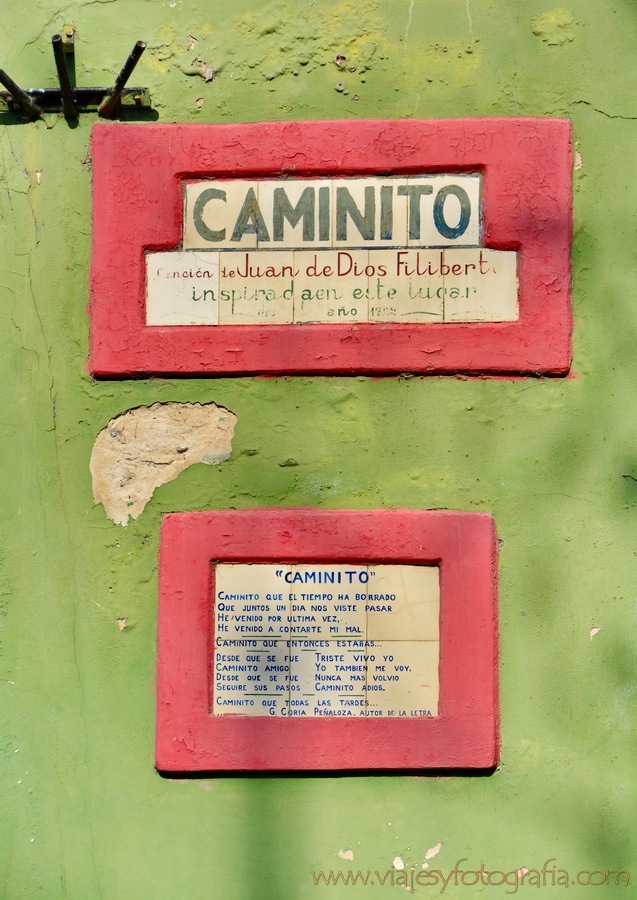 CAMINITO
Canción de Juan de Dios Filiberto
inspirada en este lugar
año
"CAMINITO"
CAMINITO QUE EL TIEMPO HA BORRADO
QUE JUNTOS UN DIA NOS VISTE PASAR
HE VENIDO POR ULTIMA VEZ,
HE VENIDO A CONTARTE MI MAL.
CAMINITO QUE ENTONCES ESTABAS...
DESDE QUE SE FUE TRISTE VIVO YO
CAMINITO AMIGO YO TAMBIEN ME VOY.
DESDE QUE SE FUE NUNCA MAS VOLVIO
SEGUIRE SUS PASOS CAMINITO ADIOS.
CAMINITO QUE TODAS LAS TARDES...
G. CORIA PEÑALOZA. AUTOR DE LA LETRA
www.viajesyfotografia.com